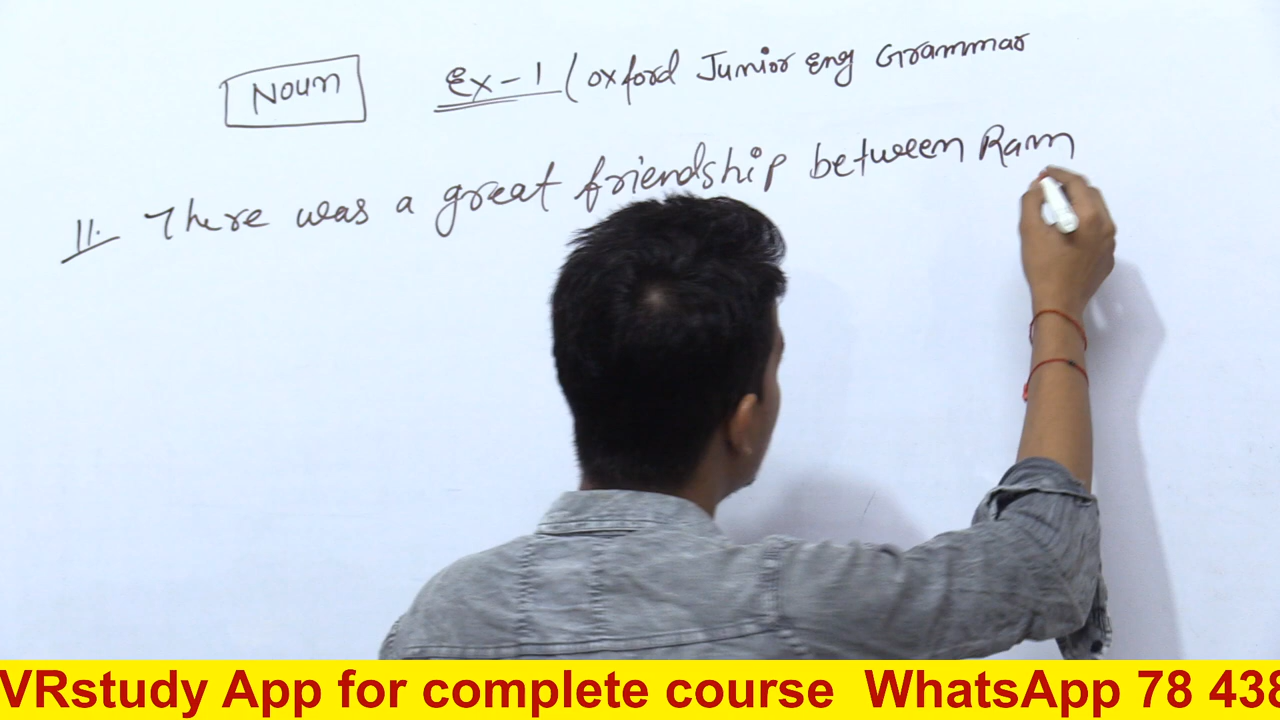 Noun Ex-1 (Oxford Junior Eng Grammar
11. There was a great friendship between Ram
VRstudy App for complete course WhatsApp 78 438